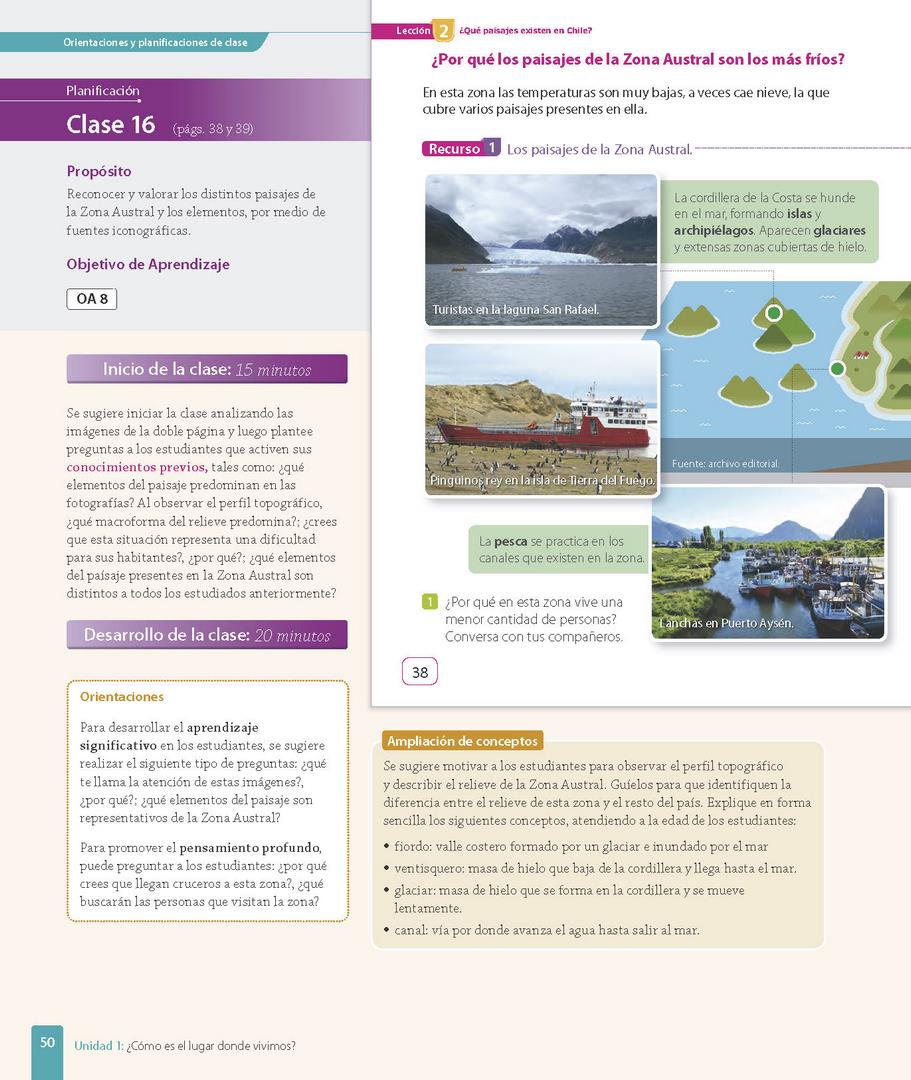 Orientaciones y planificaciones de clase
Planificación
Clase 16 (págs. 38 y 39)
Propósito
Reconocer y valorar los distintos paisajes de
la Zona Austral y los elementos, por medio de
fuentes iconográficas.
Objetivo de Aprendizaje
OA 8
Inicio de la clase: 15 minutos
Se sugiere iniciar la clase analizando las
imágenes de la doble página y luego plantee
preguntas a los estudiantes que activen sus
conocimientos previos, tales como: ¿qué
elementos del paisaje predominan en las
fotografías? Al observar el perfil topográfico,
¿qué macroforma del relieve predomina?; ¿crees
que esta situación representa una dificultad
para sus habitantes?, ¿por qué?; ¿qué elementos
del païsaje presentes en la Zona Austral son
distintos a todos los estudiados anteriormente?
Desarrollo de la clase: 20 minutos
Orientaciones
Para desarrollar el aprendizaje
significativo en los estudiantes, se sugiere
realizar el siguiente tipo de preguntas: ¿qué
te llama la atención de estas imágenes?,
¿por qué?; ¿qué elementos del paisaje son
representativos de la Zona Austral?
Para promover el pensamiento profundo,
puede preguntar a los estudiantes: ¿por qué
crees que llegan cruceros a esta zona?, ¿qué
buscarán las personas que visitan la zona?
Lección 2 ¿Qué paisajes existen en Chile?
¿Por qué los paisajes de la Zona Austral son los más fríos?
En esta zona las temperaturas son muy bajas, a veces cae nieve, la que
cubre varios paisajes presentes en ella.
Recurso 1 Los paisajes de la Zona Austral.
Turistas en la laguna San Rafael.
La cordillera de la Costa se hunde
en el mar, formando islas y
archipiélagos. Aparecen glaciares
y extensas zonas cubiertas de hielo.
Pingüinos rey en la isla de Tierra del Fuego.
Fuente: archivo editorial.
La pesca se practica en los
canales que existen en la zona.
Lanchas en Puerto Aysén.
1 ¿Por qué en esta zona vive una
menor cantidad de personas?
Conversa con tus compañeros.
38
Ampliación de conceptos
Se sugiere motivar a los estudiantes para observar el perfil topográfico
y describir el relieve de la Zona Austral. Guíelos para que identifiquen la
diferencia entre el relieve de esta zona y el resto del país. Explique en forma
sencilla los siguientes conceptos, atendiendo a la edad de los estudiantes:
• fiordo: valle costero formado por un glaciar e inundado por el mar
• ventisquero: masa de hielo que baja de la cordillera y llega hasta el mar.
• glaciar: masa de hielo que se forma en la cordillera y se mueve
lentamente.
• canal: vía por donde avanza el agua hasta salir al mar.
50 Unidad 1: ¿Cómo es el lugar donde vivimos?